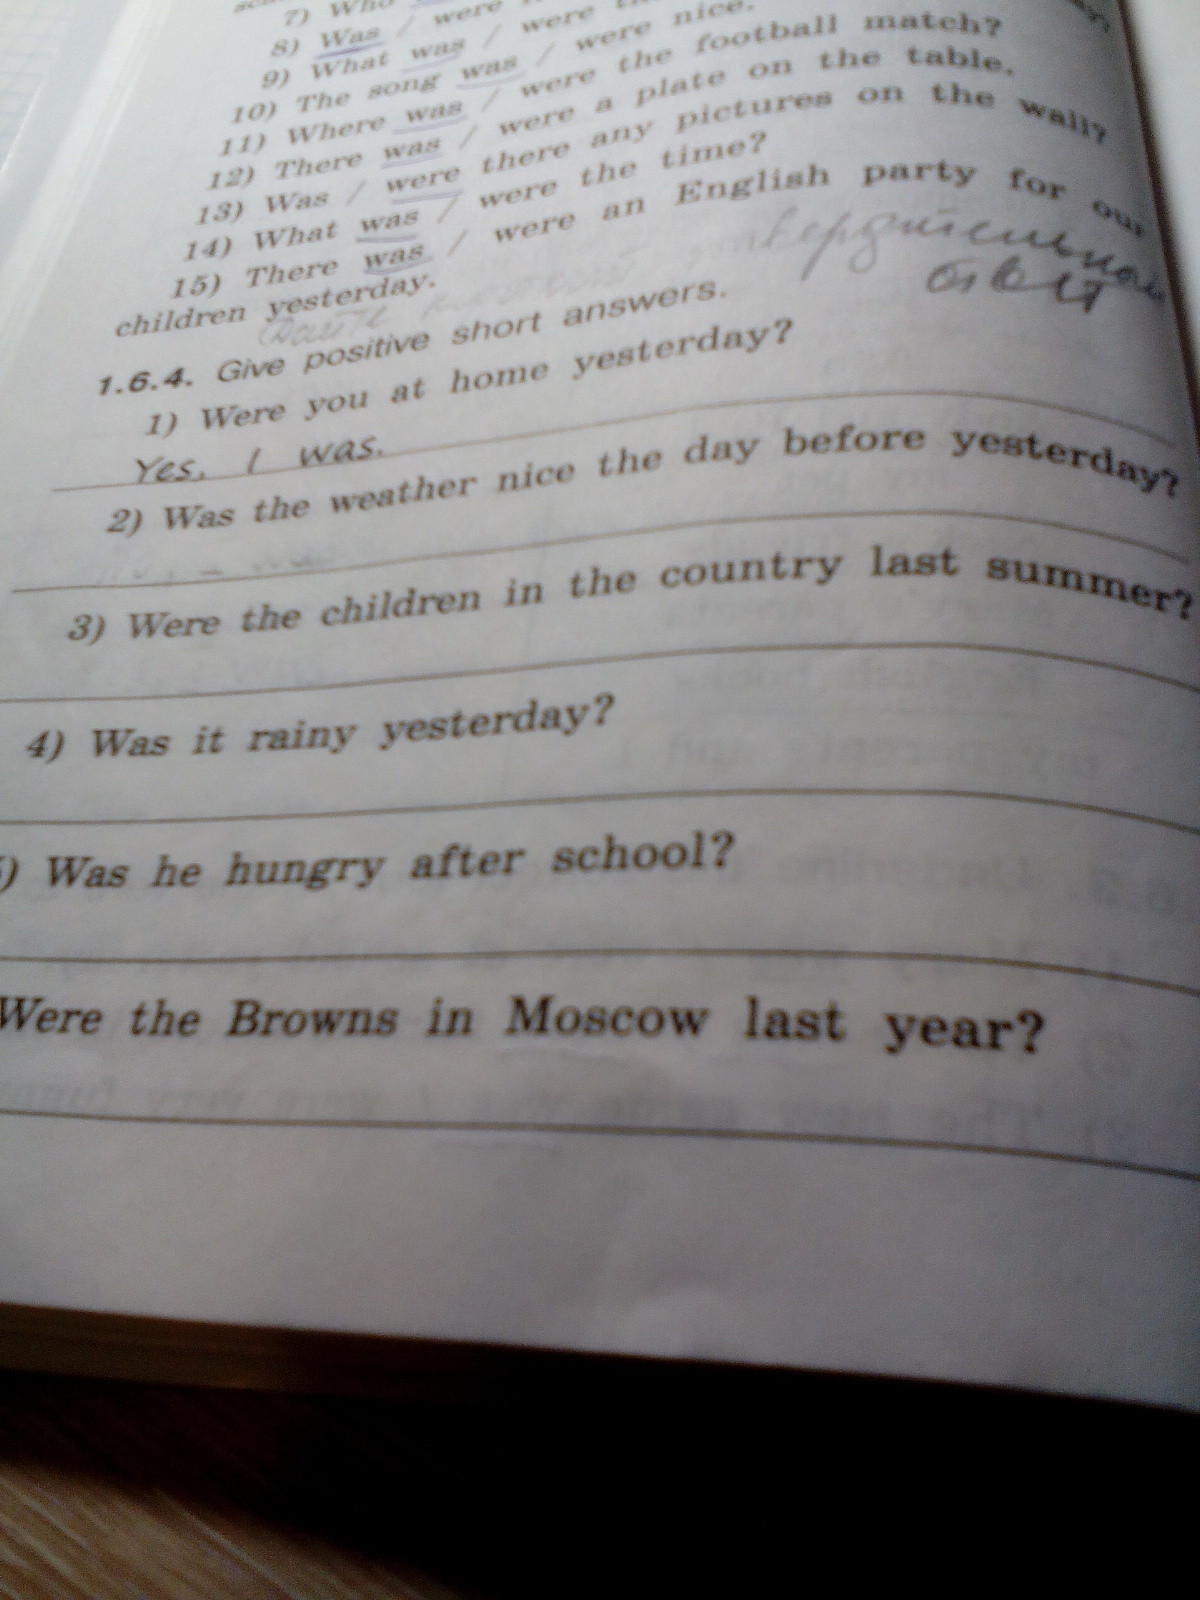 7) Who
8) Was / were
9) What was / were
10) The song was / were nice.
11) Where was / were the football match?
12) There was / were a plate on the table.
13) Was / were there any pictures on the wall?
14) What was / were the time?
15) There was / were an English party for our
children yesterday.
1.6.4. Give positive short answers.
1) Were you at home yesterday?
Yes, I was.
2) Was the weather nice the day before yesterday?
3) Were the children in the country last summer?
4) Was it rainy yesterday?
5) Was he hungry after school?
Were the Browns in Moscow last year?